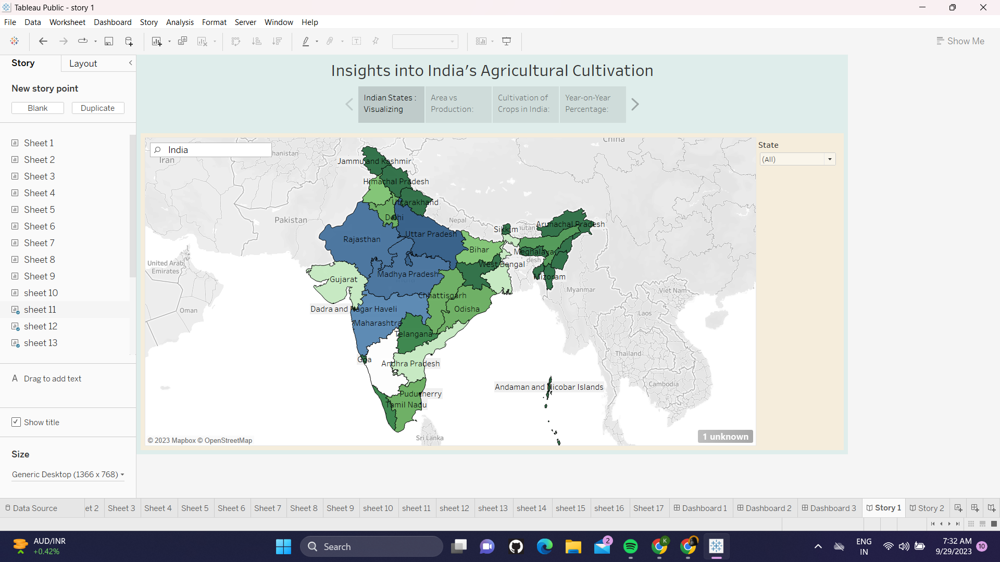 Tableau Public - story 1
File Data Worksheet Dashboard Story Analysis Format Server Window Help
Show Me
Story
Layout
New story point
Blank
Duplicate
Sheet 1
Sheet 2
Sheet 3
Sheet 4
Sheet 5
Sheet 6
Sheet 7
Sheet 8
Sheet 9
sheet 10
sheet 11
sheet 12
sheet 13
A Drag to add text
Show title
Size
Generic Desktop (1366 x 768)
Insights into India's Agricultural Cultivation
Indian States :
Visualizing
Area vs
Production:
Cultivation of
Crops in India:
Year-on-Year
Percentage:
India
State
(All)
Iran
hanistan
China
Jammu and Kashmir
Himachal Pradesh
Uttarakhand
Delhi
Pakistan
Nepal
Sikkim
hutan
Arunachal Pradesh
Uttar Pradesh
Rajasthan
Bihar
Meghalaya
desh
West Bengal
United Arab
Emirates
Madhya Pradesh
India
Gujarat
Mizoram
Myanmar
Viet Nam
Chhattisgarh
Oman
Dadra and Nagar Haveli
Odisha
Laos
Maharashtra
Telangana
Thailand
Goa
Andhra Pradesh
Cambodia
Andaman and Nicobar Islands
Puducherry
Tamil Nadu
Sri Lanka
1 unknown
© 2023 Mapbox © OpenStreetMap
Data Source et 2 Sheet 3 Sheet 4 Sheet 5 Sheet 6 Sheet 7 Sheet 8 Sheet 9 sheet 10 sheet 11 sheet 12 sheet 13 sheet 14 sheet 15 sheet 16 Sheet 17 Dashboard 1 Dashboard 2 Dashboard 3 Story 1 Story 2
AUD/INR
+0.42%
Search
2
K
ENG
IN
7:32 AM
9/29/2023
10